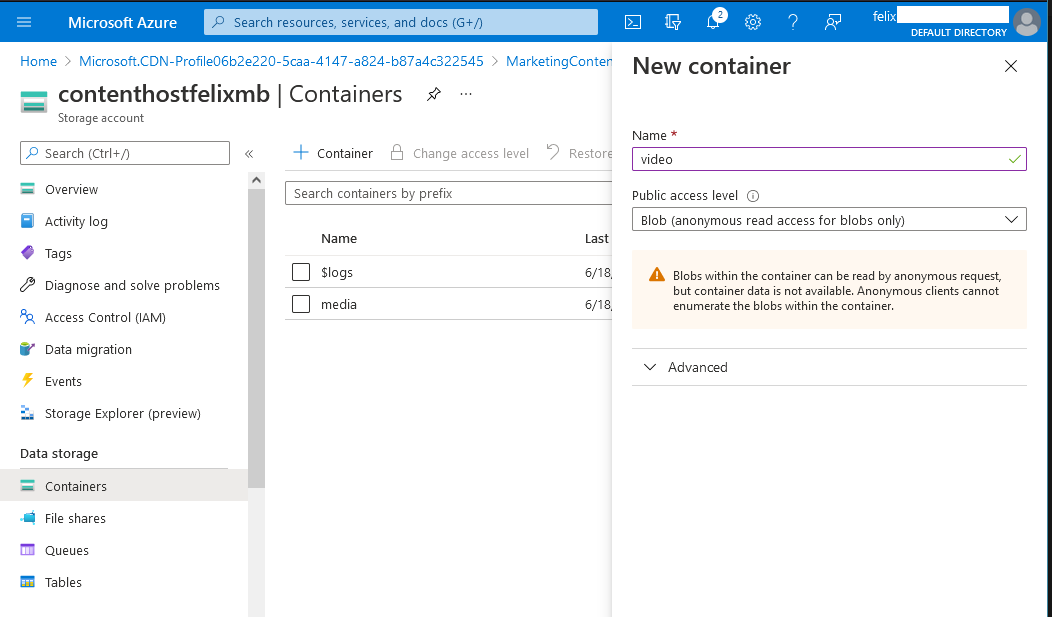 Microsoft Azure
Search resources, services, and docs (G+/)
2
felix
DEFAULT DIRECTORY
Home > Microsoft.CDN-Profile06b2e220-5caa-4147-a824-b87a4c322545 > MarketingConten
contenthostfelixmb | Containers
...
Storage account
Search (Ctrl+/)
«
Overview
Activity log
Tags
Diagnose and solve problems
Access Control (IAM)
Data migration
Events
Storage Explorer (preview)
Data storage
Containers
File shares
Queues
Tables
+ Container
Change access level
Restore
Search containers by prefix
Name
Last
$logs
6/18/
media
6/18/
New container
Name *
video
Public access level
Blob (anonymous read access for blobs only)
Blobs within the container can be read by anonymous request,
but container data is not available. Anonymous clients cannot
enumerate the blobs within the container.
Advanced